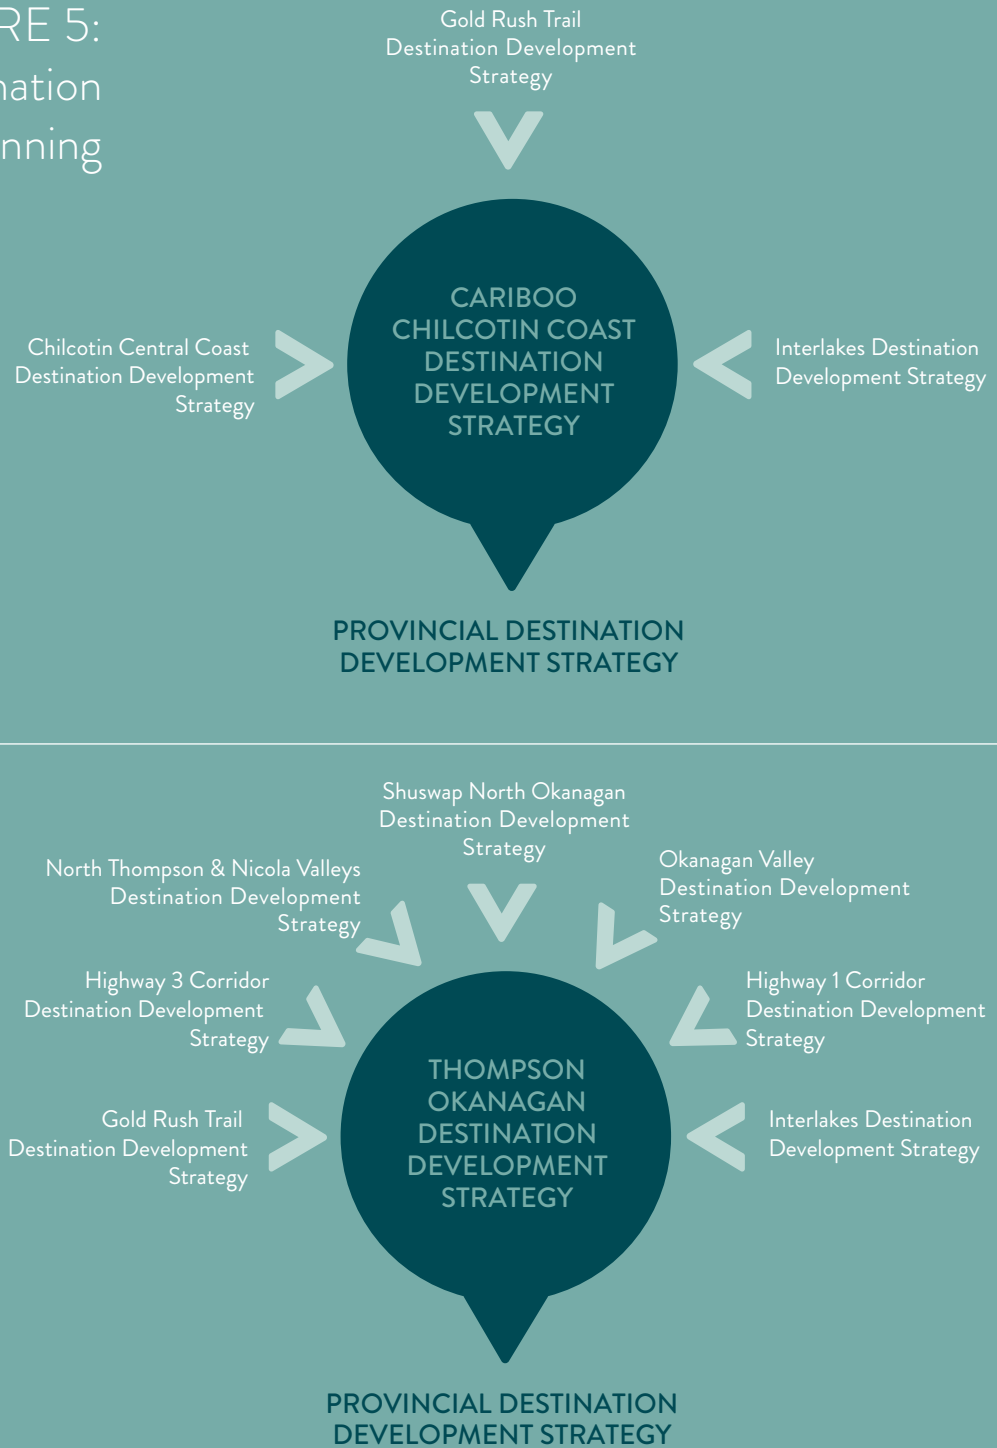 RE 5:
nation
nning
Gold Rush Trail
Destination Development
Strategy
Chilcotin Central Coast
Destination Development
Strategy
CARIBOO
CHILCOTIN COAST
DESTINATION
DEVELOPMENT
STRATEGY
Interlakes Destination
Development Strategy
PROVINCIAL DESTINATION
DEVELOPMENT STRATEGY
Shuswap North Okanagan
Destination Development
Strategy
North Thompson & Nicola Valleys
Destination Development
Strategy
Okanagan Valley
Destination Development
Strategy
Highway 3 Corridor
Destination Development
Strategy
Highway 1 Corridor
Destination Development
Strategy
Gold Rush Trail
Destination Development
Strategy
THOMPSON
OKANAGAN
DESTINATION
DEVELOPMENT
STRATEGY
Interlakes Destination
Development Strategy
PROVINCIAL DESTINATION
DEVELOPMENT STRATEGY